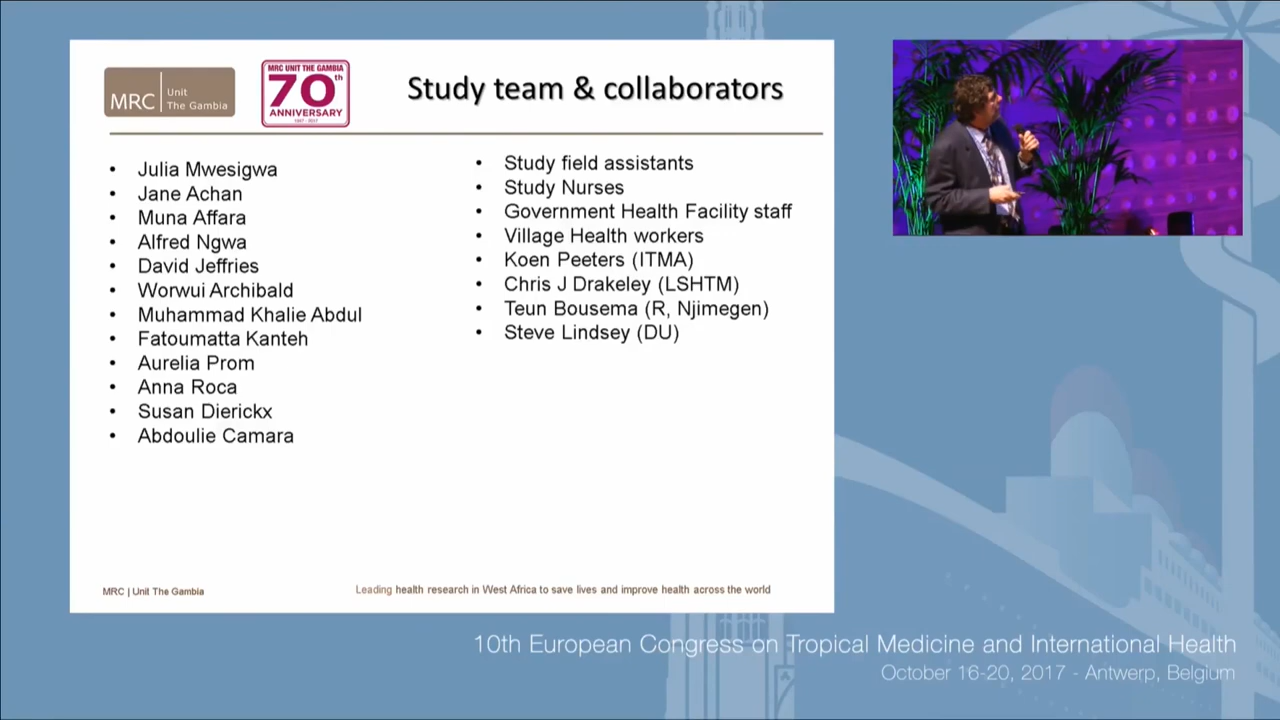 MRC
Unit
The Gambia
MRC UNIT THE GAMBIA
70th
ANNIVERSARY
1947 - 2017
Study team & collaborators
• Julia Mwesigwa
• Jane Achan
• Muna Affara
• Alfred Ngwa
• David Jeffries
• Worwui Archibald
• Muhammad Khalie Abdul
• Fatoumatta Kanteh
• Aurelia Prom
• Anna Roca
• Susan Dierickx
• Abdoulie Camara
• Study field assistants
• Study Nurses
• Government Health Facility staff
• Village Health workers
• Koen Peeters (ITMA)
• Chris J Drakeley (LSHTM)
• Teun Bousema (R, Njimegen)
• Steve Lindsey (DU)
MRC | Unit The Gambia
Leading health research in West Africa to save lives and improve health across the world
10th European Congress on Tropical Medicine and International Health
October 16-20, 2017 - Antwerp, Belgium